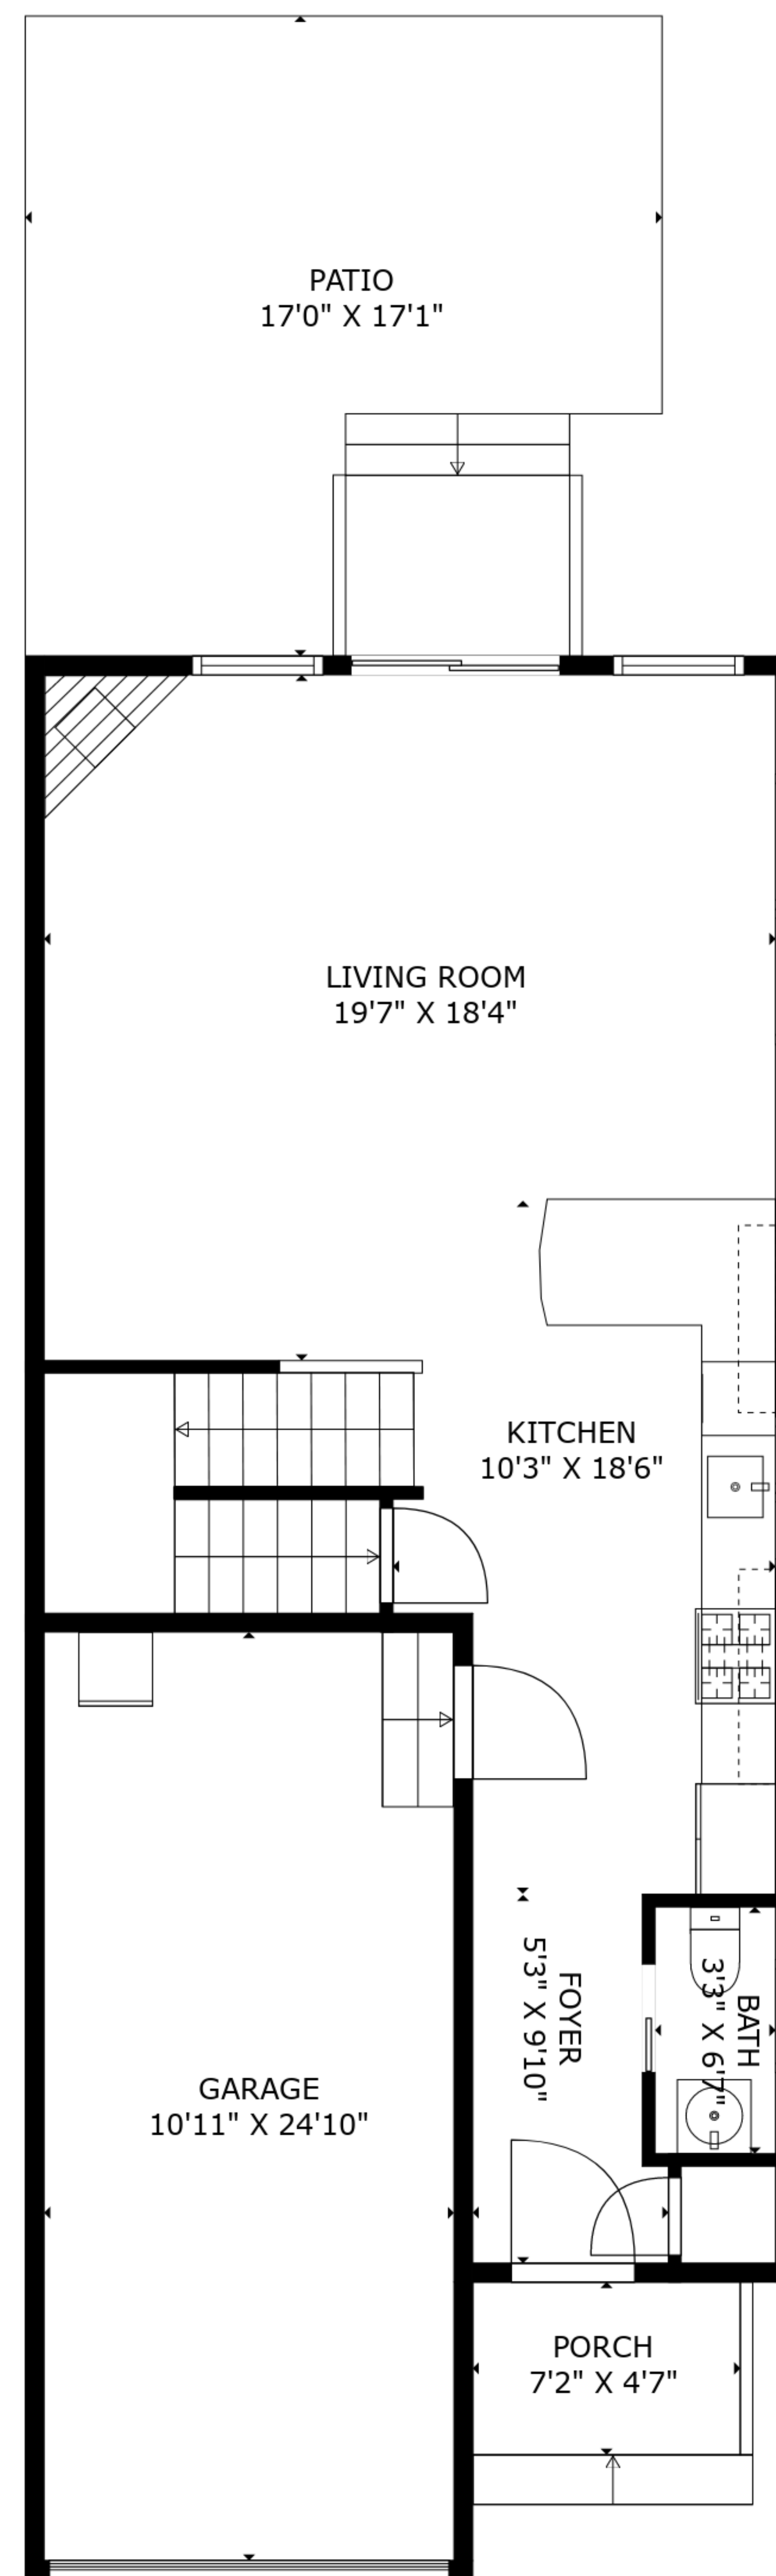 PATIO
17'0" X 17'1"
LIVING ROOM
19'7" X 18'4"
KITCHEN
10'3" X 18'6"
FOYER
5'3" X 9'10"
BATH
3'3" X 6'7"
GARAGE
10'11" X 24'10"
PORCH
7'2" X 4'7"